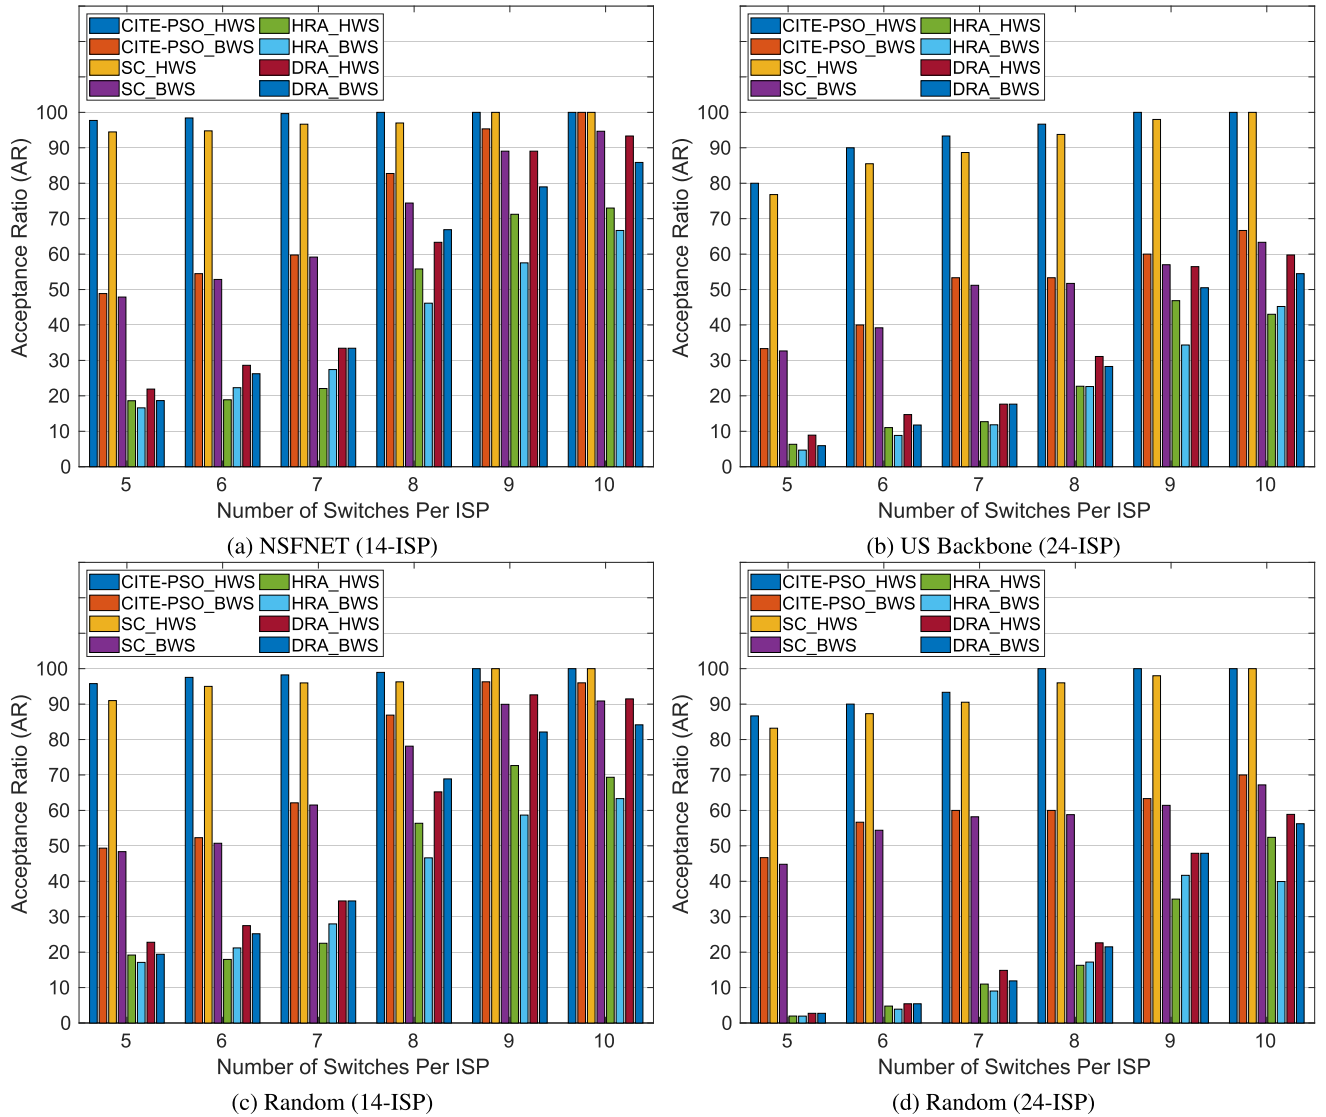 CITE-PSO_HWS HRA_HWS
CITE-PSO_BWS HRA_BWS
SC_HWS DRA_HWS
SC_BWS DRA_BWS
100
90
80
70
60
50
40
30
20
10
0
Acceptance Ratio (AR)
5 6 7 8 9 10
Number of Switches Per ISP
(a) NSFNET (14-ISP)
CITE-PSO_HWS HRA_HWS
CITE-PSO_BWS HRA_BWS
SC_HWS DRA_HWS
SC_BWS DRA_BWS
100
90
80
70
60
50
40
30
20
10
0
Acceptance Ratio (AR)
5 6 7 8 9 10
Number of Switches Per ISP
(b) US Backbone (24-ISP)
CITE-PSO_HWS HRA_HWS
CITE-PSO_BWS HRA_BWS
SC_HWS DRA_HWS
SC_BWS DRA_BWS
100
90
80
70
60
50
40
30
20
10
0
Acceptance Ratio (AR)
5 6 7 8 9 10
Number of Switches Per ISP
(c) Random (14-ISP)
CITE-PSO_HWS HRA_HWS
CITE-PSO_BWS HRA_BWS
SC_HWS DRA_HWS
SC_BWS DRA_BWS
100
90
80
70
60
50
40
30
20
10
0
Acceptance Ratio (AR)
5 6 7 8 9 10
Number of Switches Per ISP
(d) Random (24-ISP)